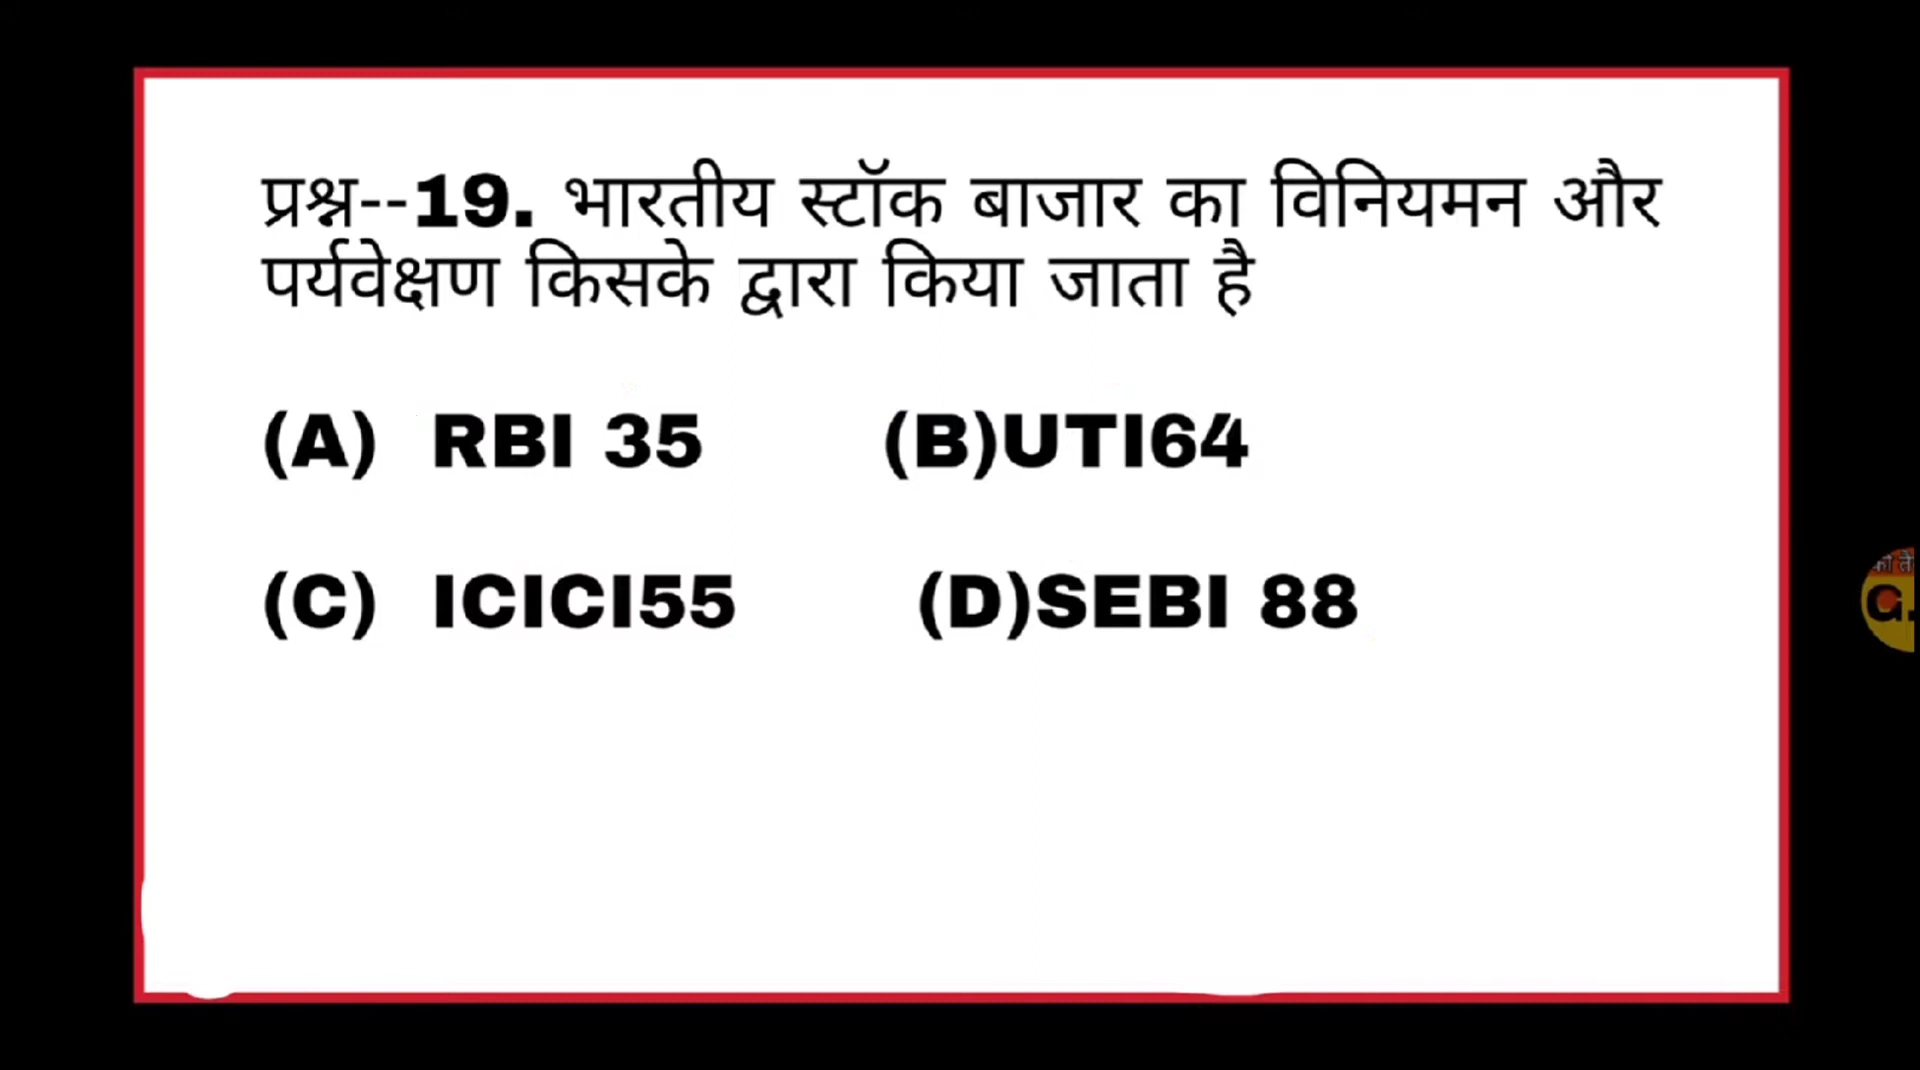 प्रश्न--19. भारतीय स्टॉक बाजार का विनियमन और
पर्यवेक्षण किसके द्वारा किया जाता है
(A) RBI 35 (B)UTI64
(C) ICICI55 (D)SEBI 88
G.